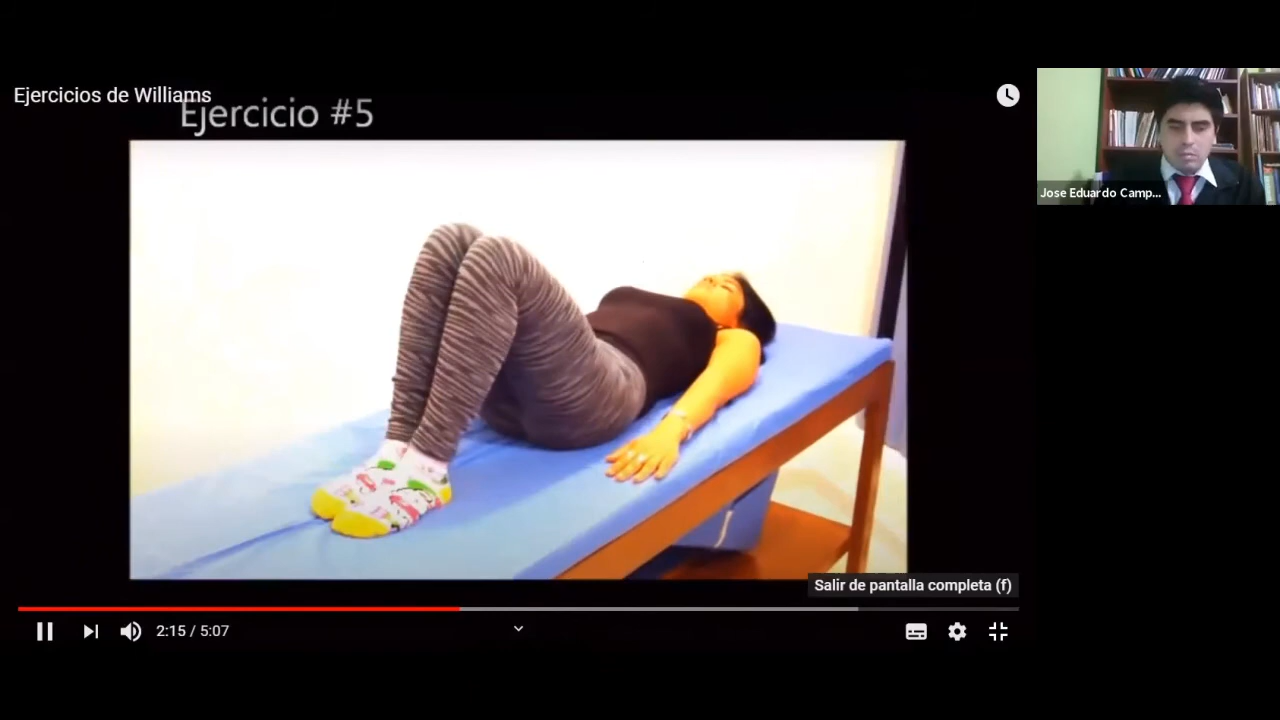 Ejercicios de Williams
Ejercicio #5
Jose Eduardo Camp...
Salir de pantalla completa (f)
2:15 / 5:07